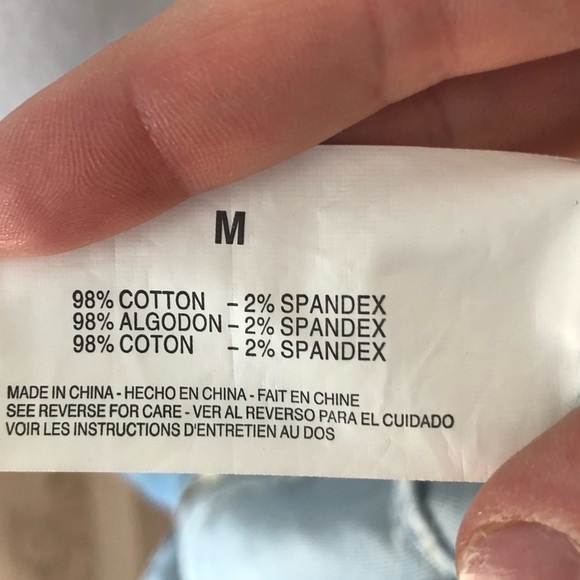 M
98% COTTON - 2% SPANDEX
98% ALGODON - 2% SPANDEX
98% COTON - 2% SPANDEX
MADE IN CHINA - HECHO EN CHINA - FAIT EN CHINE
SEE REVERSE FOR CARE - VER AL REVERSO PARA EL CUIDADO
VOIR LES INSTRUCTIONS D'ENTRETIEN AU DOS